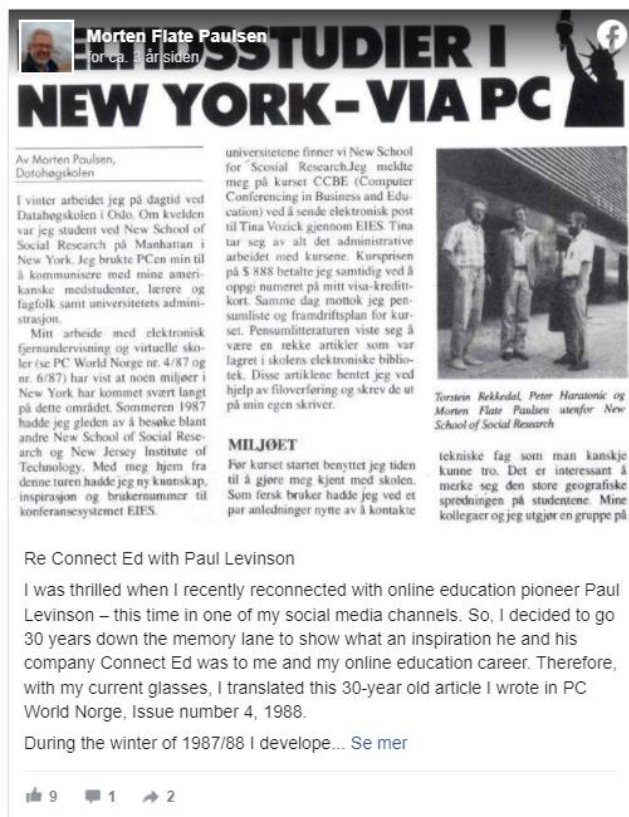 Morten Flate Paulsen
for ca. 3 år siden
DSSTUDIER I
NEW YORK – VIA PC
Av Morten Paulsen,
Datahøgskolen
I vinter arbeidet jeg på dagtid ved
Datahøgskolen i Oslo. Om kvelden
var jeg student ved New School of
Social Research på Manhattan i
New York. Jeg brukte PCen min til
å kommunisere med mine ameri-
kanske medstudenter, lærere og
fagfolk samt universitetets admini-
strasjon.
Mitt arbeide med elektronisk
fjernundervisning og virtuelle sko-
ler (se PC World Norge nr. 4/87 og
nr. 6/87) har vist at noen miljøer i
New York har kommet svært langt
på dette området. Sommeren 1987
hadde jeg gleden av å besøke blant
andre New School of Social Rese-
arch og New Jersey Institute of
Technology. Med meg hjem fra
denne turen hadde jeg ny kunnskap,
inspirasjon og brukernummer til
konferansesystemet EIES.
universitetene finner vi New School
for Scosial Research.Jeg meldte
meg på kurset CCBE (Computer
Conferencing in Business and Edu-
cation) ved å sende elektronisk post
til Tina Vozick gjennom EIES. Tina
tar seg av alt det administrative
arbeidet med kursene. Kursprisen
på $ 888 betalte jeg samtidig ved å
oppgi numeret på mitt visa-kreditt-
kort. Samme dag mottok jeg pen-
sumliste og framdriftsplan for kur-
set. Pensumlitteraturen viste seg å
være en rekke artikler som var
lagret i skolens elektroniske biblio-
tek. Disse artiklene hentet jeg ved
hjelp av filoverføring og skrev de ut
på min egen skriver.
MILJØET
Før kurset startet benyttet jeg tiden
til å gjøre meg kjent med skolen.
Som fersk bruker hadde jeg ved et
par anledninger nytte av å kontakte
Torstein Rekkedal, Peter Haratonic og
Morten Flate Paulsen utenfor New
School of Social Research
tekniske fag som man kanskje
kunne tro. Det er interessant å
merke seg den store geografiske
spredningen på studentene. Mine
kollegaer og jeg utgjør en gruppe på
Re Connect Ed with Paul Levinson
I was thrilled when I recently reconnected with online education pioneer Paul
Levinson – this time in one of my social media channels. So, I decided to go
30 years down the memory lane to show what an inspiration he and his
company Connect Ed was to me and my online education career. Therefore,
with my current glasses, I translated this 30-year old article I wrote in PC
World Norge, Issue number 4, 1988.
During the winter of 1987/88 I develope... Se mer
9 1 2